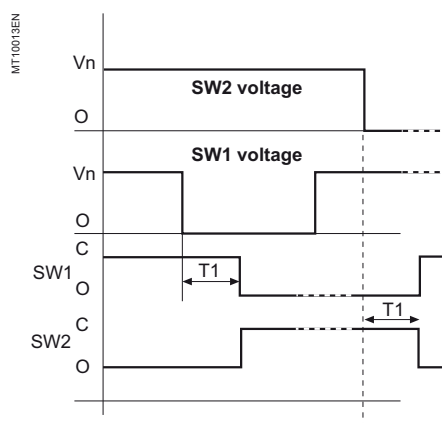 MT10013EN
Vn
SW2 voltage
O
SW1 voltage
Vn
O
C
SW1
T1
O
C
T1
SW2
O